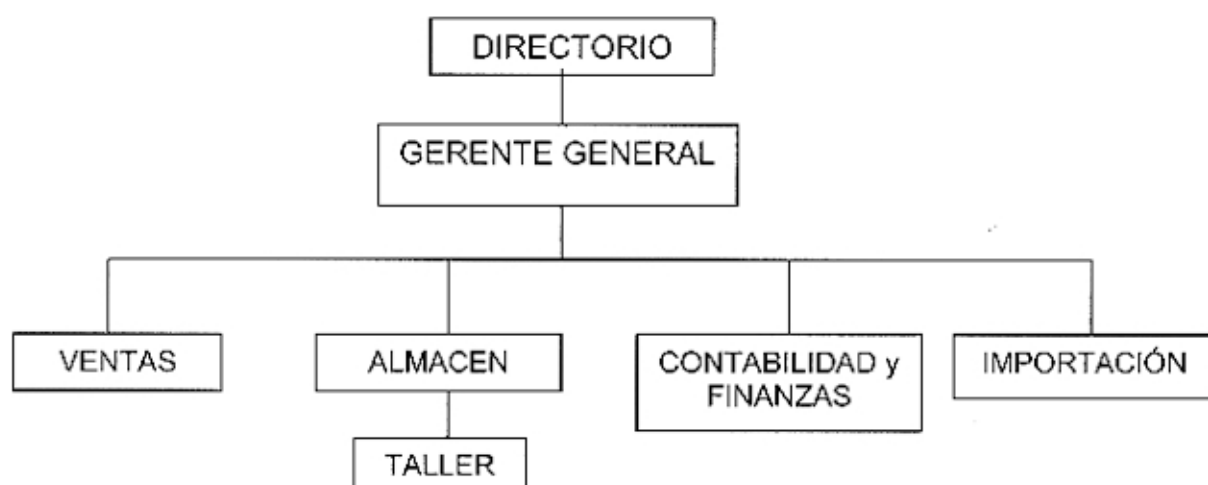 DIRECTORIO
GERENTE GENERAL
VENTAS
ALMACEN
CONTABILIDAD y
FINANZAS
IMPORTACIÓN
TALLER